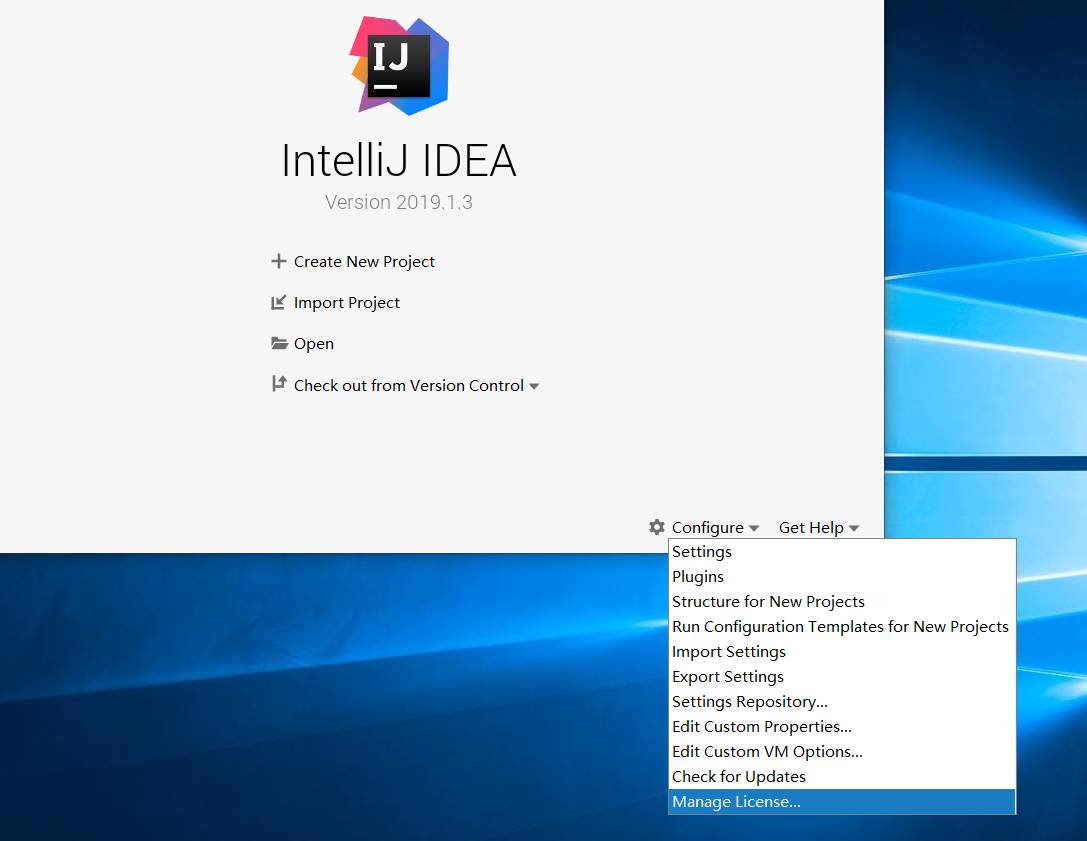 IJ
IntelliJ IDEA
Version 2019.1.3
Create New Project
Import Project
Open
Check out from Version Control
Configure Get Help
Settings
Plugins
Structure for New Projects
Run Configuration Templates for New Projects
Import Settings
Export Settings
Settings Repository...
Edit Custom Properties...
Edit Custom VM Options...
Check for Updates
Manage License...